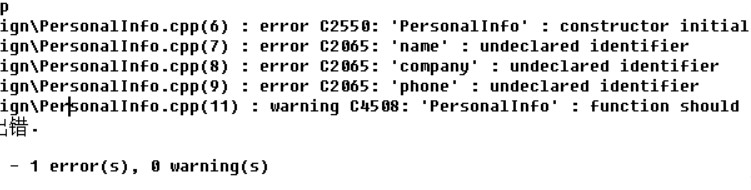 p
ign\PersonalInfo.cpp(6) : error C2550: 'PersonalInfo' : constructor initial
ign\PersonalInfo.cpp(7) : error C2065: 'name' : undeclared identifier
ign\PersonalInfo.cpp(8) : error C2065: 'company' : undeclared identifier
ign\PersonalInfo.cpp(9) : error C2065: 'phone' : undeclared identifier
ign\PersonalInfo.cpp(11) : warning C4508: 'PersonalInfo' : function should
错.
- 1 error(s), 0 warning(s)